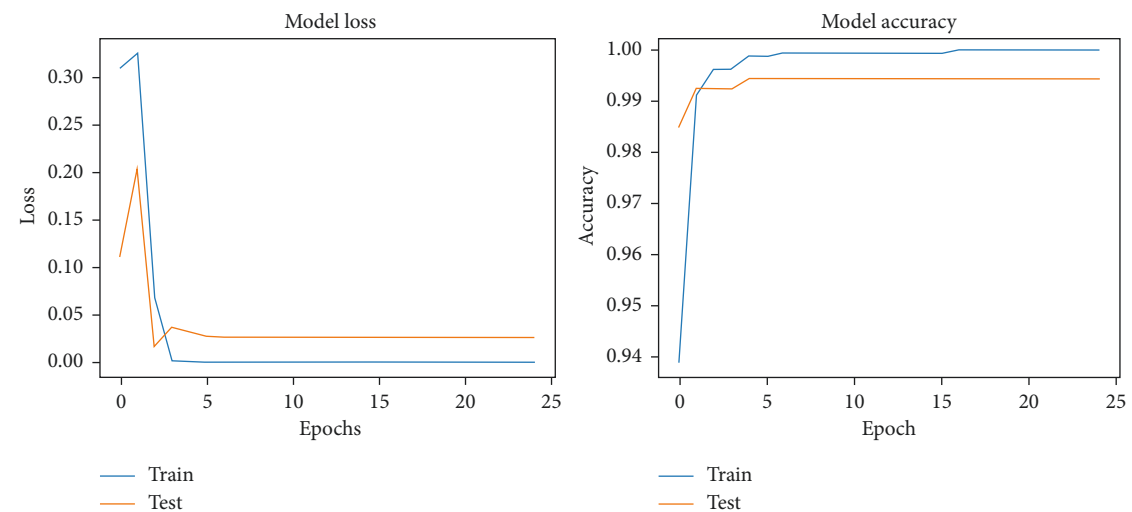 Model loss
0.30
0.25
0.20
0.15
0.10
0.05
0.00
Loss
0 5 10 15 20 25
Epochs
Train
Test
Model accuracy
1.00
0.99
0.98
0.97
0.96
0.95
0.94
Accuracy
0 5 10 15 20 25
Epoch
Train
Test